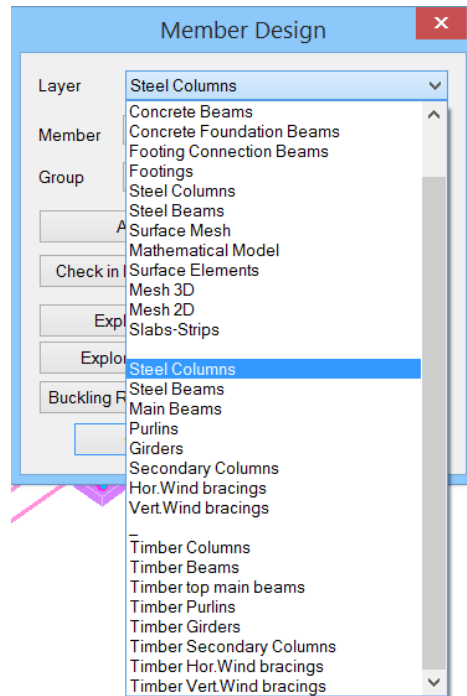 Member Design
Layer
Steel Columns
Concrete Beams
Member
Concrete Foundation Beams
Footing Connection Beams
Group
Footings
Steel Columns
Steel Beams
A
Surface Mesh
Mathematical Model
Check in
Surface Elements
Mesh 3D
Mesh 2D
Expl
Slabs-Strips
Explor
Steel Columns
Steel Beams
Buckling R
Main Beams
Purlins
Girders
Secondary Columns
Hor.Wind bracings
Vert.Wind bracings
_
Timber Columns
Timber Beams
Timber top main beams
Timber Purlins
Timber Girders
Timber Secondary Columns
Timber Hor.Wind bracings
Timber Vert.Wind bracings